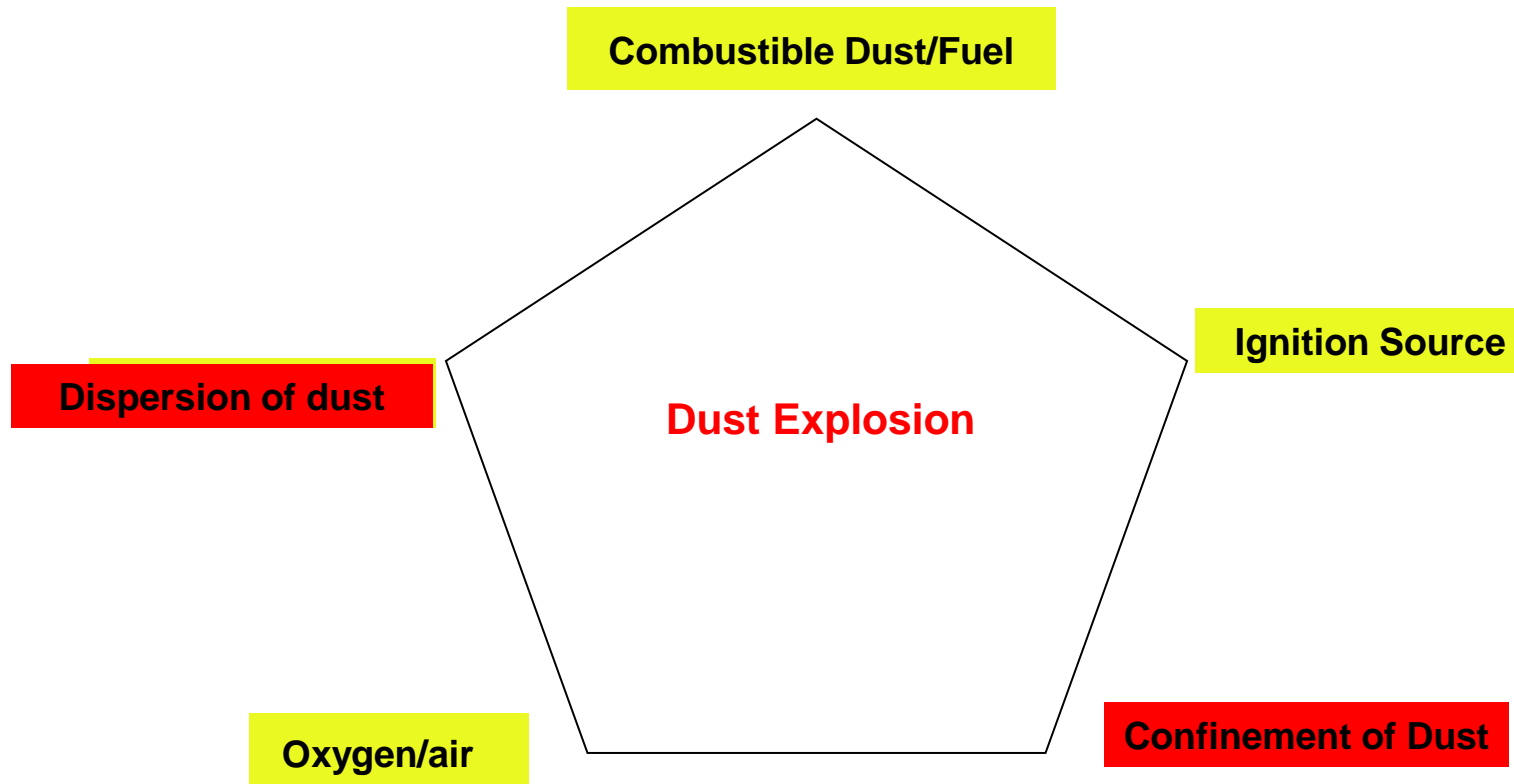 Combustible Dust/Fuel
Ignition Source
Dispersion of dust
Dust Explosion
Confinement of Dust
Oxygen/air